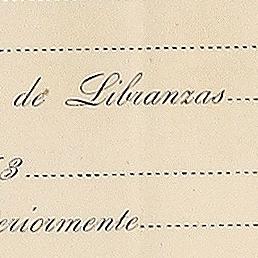 de Libranzas
3
eriormente